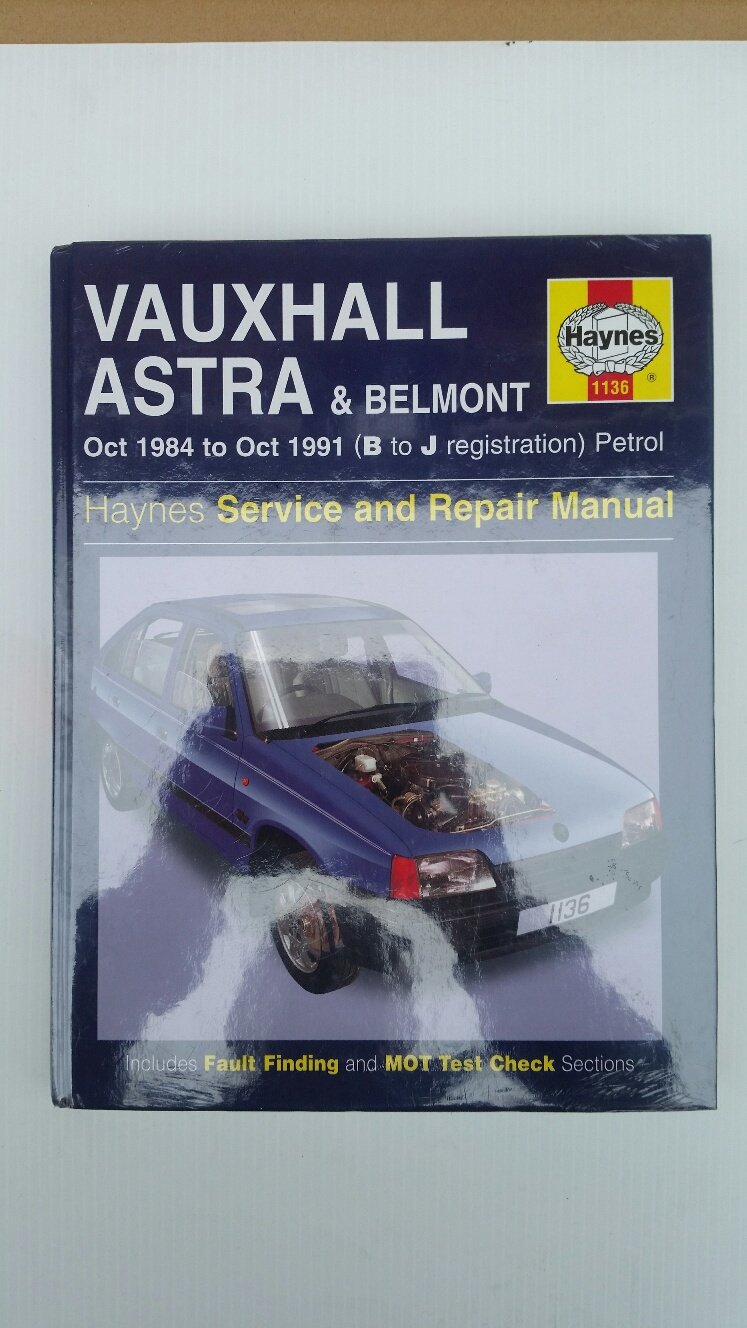 VAUXHALL
ASTRA & BELMONT
Haynes
1136
®
Oct 1984 to Oct 1991 (B to J registration) Petrol
Haynes Service and Repair Manual
1136
Includes Fault Finding and MOT Test Check Sections